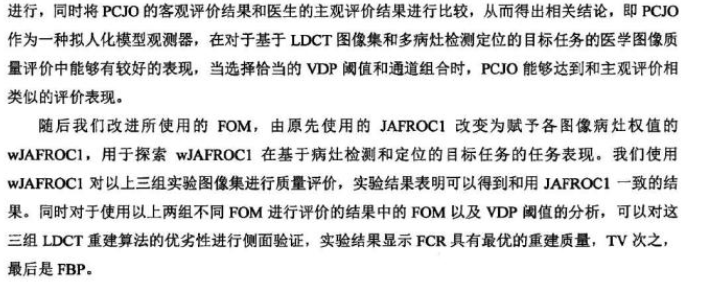 进行，同时将 PCJO 的客观评价结果和医生的主观评价结果进行比较，从而得出相关结论，即 PCJO
作为一种拟人化模型观测器，在对于基于 LDCT 图像集和多病灶检测定位的目标任务的医学图像质
量评价中能够有较好的表现，当选择恰当的 VDP 阈值和通道组合时，PCJO 能够达到和主观评价相
类似的评价表现。
随后我们改进所使用的 FOM，由原先使用的 JAFROC1 改变为赋予各图像病灶权值的
wJAFROC1，用于探索 wJAFROC1 在基于病灶检测和定位的目标任务的任务表现。我们使用
wJAFROC1 对以上三组实验图像集进行质量评价，实验结果表明可以得到和用 JAFROC1 一致的结
果。同时对于使用以上两组不同 FOM 进行评价的结果中的 FOM 以及 VDP 阈值的分析，可以对这
三组 LDCT 重建算法的优劣性进行侧面验证，实验结果显示 FCR 具有最优的重建质量，TV 次之，
最后是 FBP。